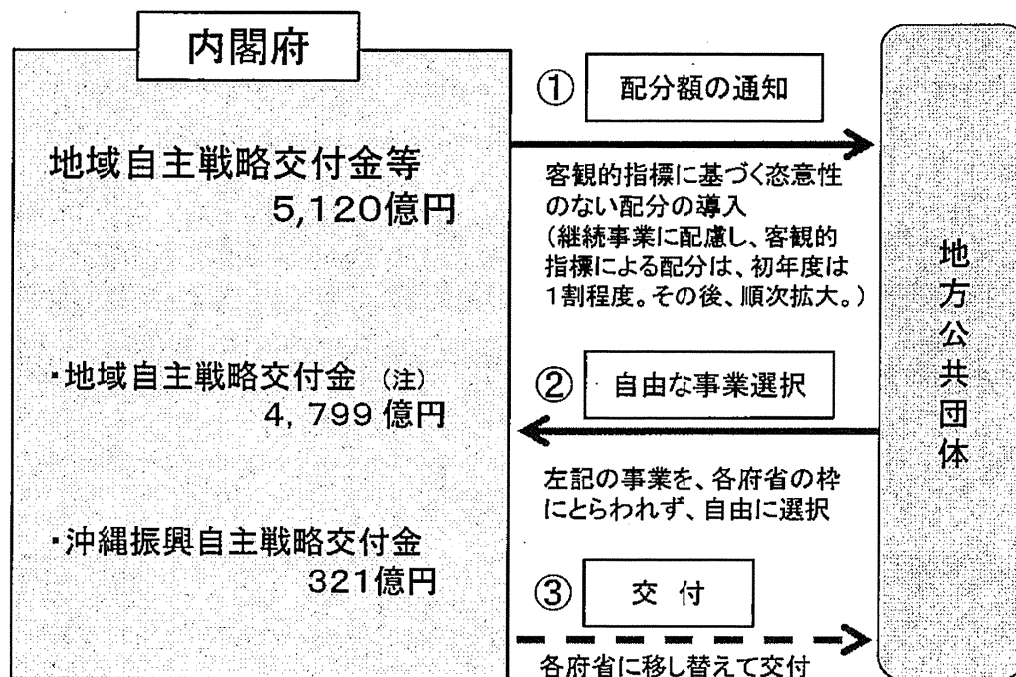 内閣府
地域自主戦略交付金等
5,120億円
・地域自主戦略交付金 (注)
4,799億円
・沖縄振興自主戦略交付金
321億円
① 配分額の通知
客観的指標に基づく恣意性
のない配分の導入
(継続事業に配慮し、客観的
指標による配分は、初年度は
1割程度。その後、順次拡大。)
② 自由な事業選択
左記の事業を、各府省の枠
にとらわれず、自由に選択
③ 交 付
各府省に移し替えて交付
地方公共団体